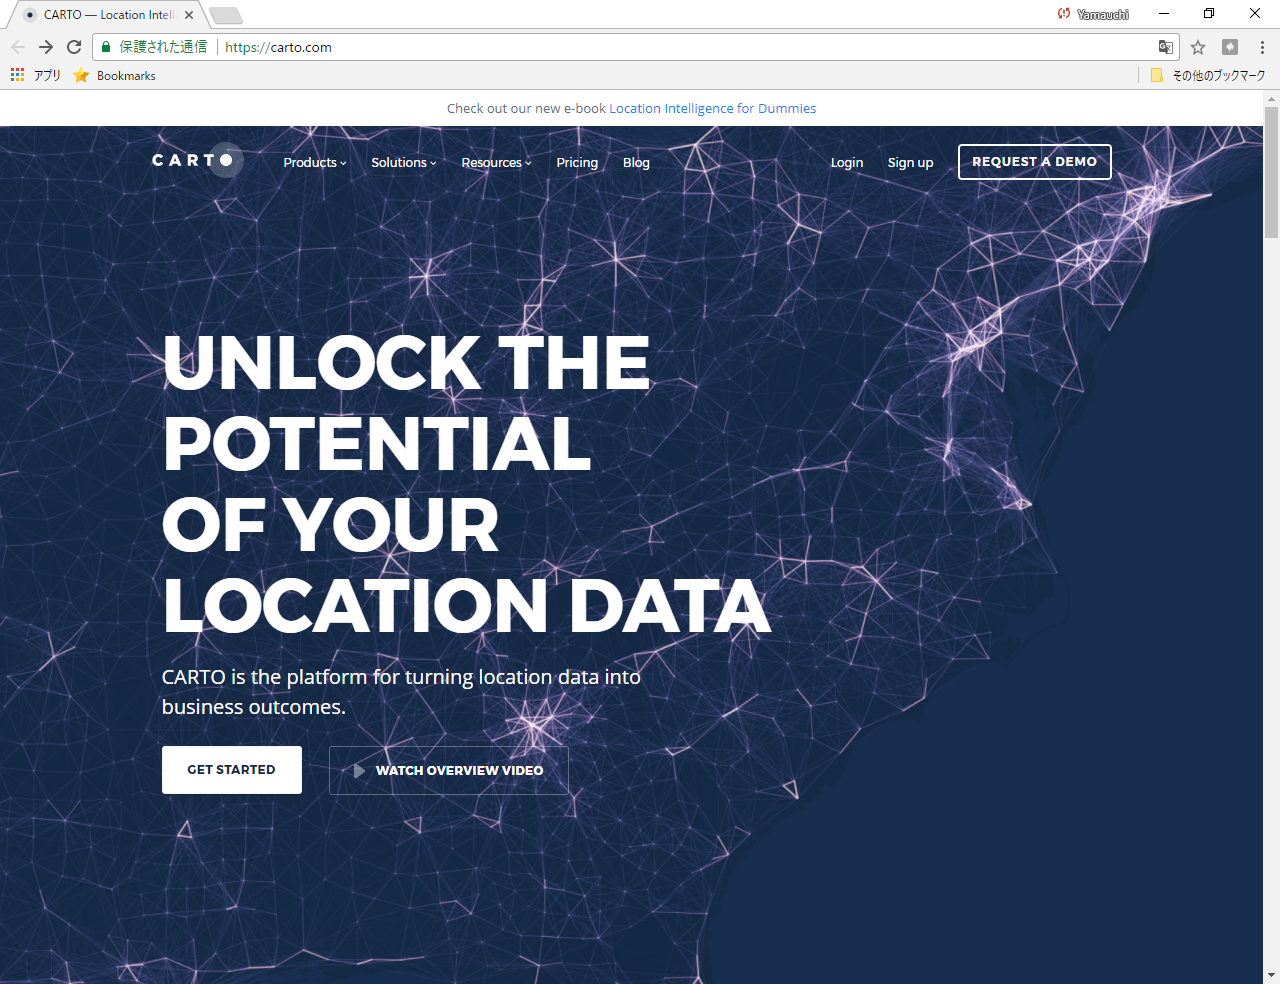 CARTO — Location Intell
Yamauchi
保護された通信 https://carto.com
アプリ Bookmarks その他のブックマーク
Check out our new e-book Location Intelligence for Dummies
CARTO Products Solutions Resources Pricing Blog Login Sign up REQUEST A DEMO
UNLOCK THE
POTENTIAL
OF YOUR
LOCATION DATA
CARTO is the platform for turning location data into
business outcomes.
GET STARTED WATCH OVERVIEW VIDEO